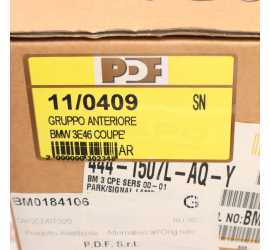 PDF
11/0409 SN
GRUPPO ANTERIORE
BMW 3E46 COUPE'
AR
444-1507L-AQ-Y
BM 3 CPE SERS 00-01
PARK/SIGNAL LAMP
BM0184106
P.D.F. S.r.l.